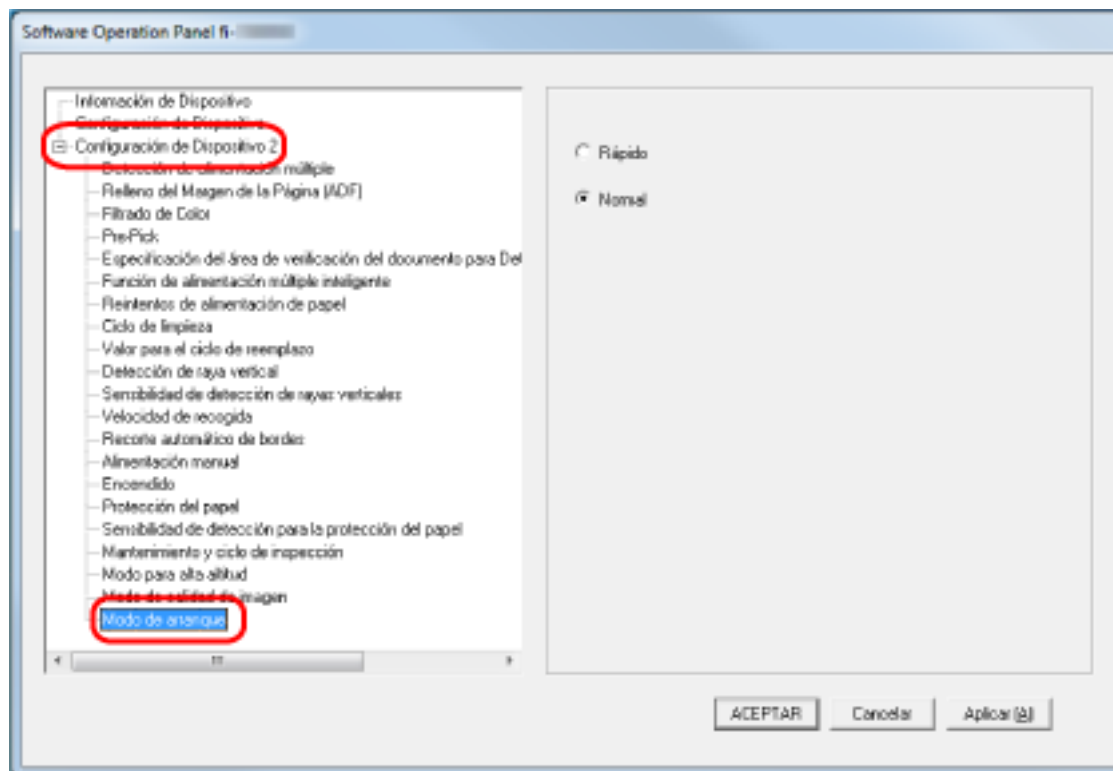 Software Operation Panel fi-
Información de Dispositivo
Configuración de Dispositivo
Configuración de Dispositivo 2
Detección de alimentación múltiple
Relleno del Margen de la Página (ADF)
Filtrado de Color
Pre-Pick
Especificación del área de verificación del documento para Det
Función de alimentación múltiple inteligente
Reintentos de alimentación de papel
Ciclo de limpieza
Valor para el ciclo de reemplazo
Detección de raya vertical
Sensibilidad de detección de rayas verticales
Velocidad de recogida
Recorte automático de bordes
Alimentación manual
Encendido
Protección del papel
Sensibilidad de detección para la protección del papel
Mantenimiento y ciclo de inspección
Modo para alta altitud
Modo de calidad de imagen
Modo de arranque
Rápido
Normal
ACEPTAR Cancelar Aplicar (A)